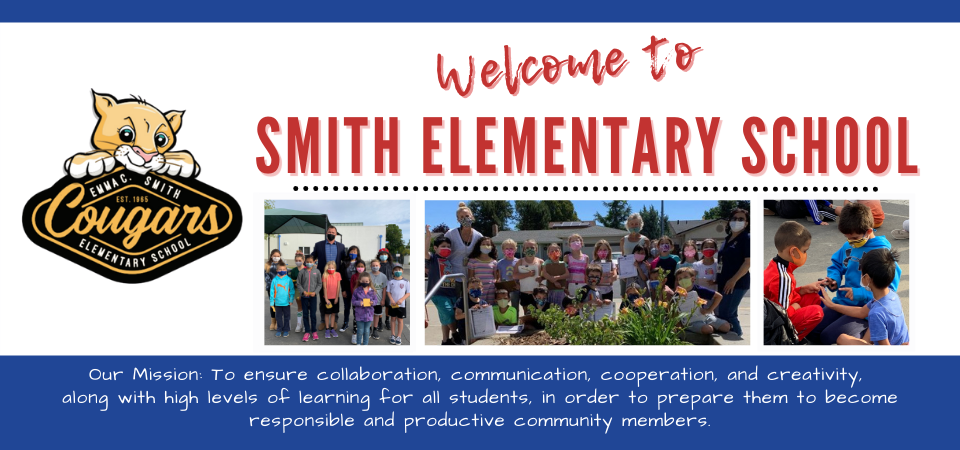 Welcome to
SMITH ELEMENTARY SCHOOL
EMMA C. SMITH
EST. 1965
Cougars
ELEMENTARY SCHOOL
Our Mission: To ensure collaboration, communication, cooperation, and creativity,
along with high levels of learning for all students, in order to prepare them to become
responsible and productive community members.